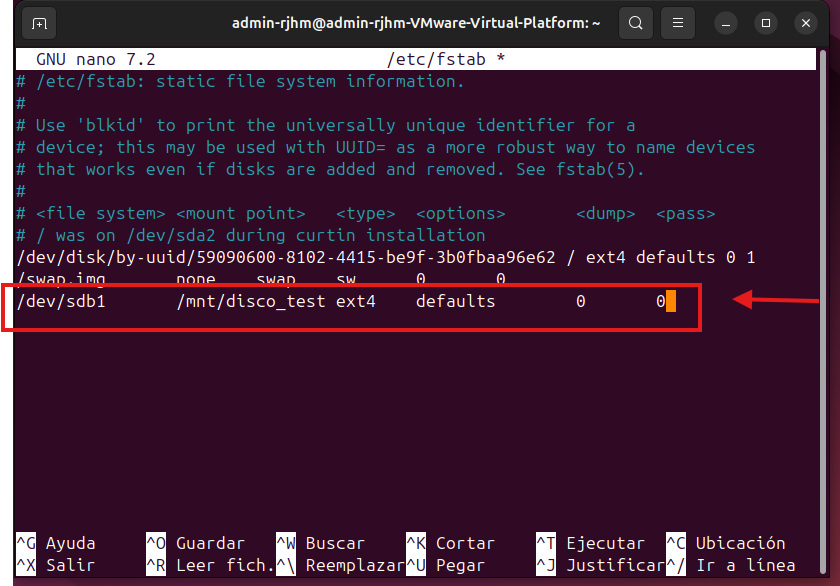 admin-rjhm@admin-rjhm-VMware-Virtual-Platform: ~
GNU nano 7.2 /etc/fstab *
# /etc/fstab: static file system information.
#
# Use 'blkid' to print the universally unique identifier for a
# device; this may be used with UUID= as a more robust way to name devices
# that works even if disks are added and removed. See fstab(5).
#
# <file system> <mount point> <type> <options> <dump> <pass>
# / was on /dev/sda2 during curtin installation
/dev/disk/by-uuid/59090600-8102-4415-be9f-3b0fbaa96e62 / ext4 defaults 0 1
/swap.img none swap sw 0 0
/dev/sdb1 /mnt/disco_test ext4 defaults 0 0
^G Ayuda ^O Guardar ^W Buscar ^K Cortar ^T Ejecutar ^C Ubicación
^X Salir ^R Leer fich. ^\ Reemplazar ^U Pegar ^J Justificar ^/ Ir a línea